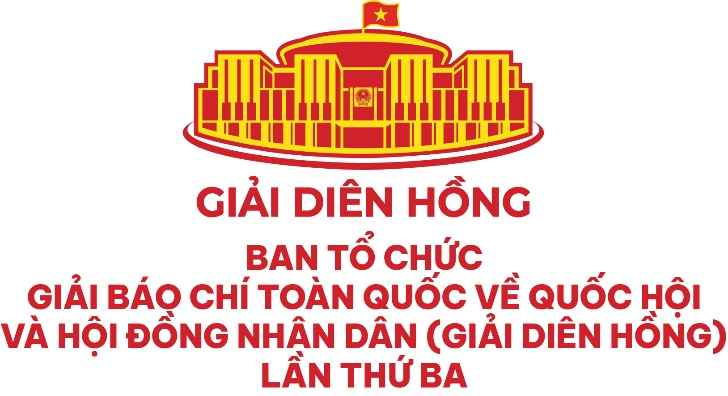 GIẢI DIÊN HỒNG
BAN TỔ CHỨC
GIẢI BÁO CHÍ TOÀN QUỐC VỀ QUỐC HỘI
VÀ HỘI ĐỒNG NHÂN DÂN (GIẢI DIÊN HỒNG)
LẦN THỨ BA